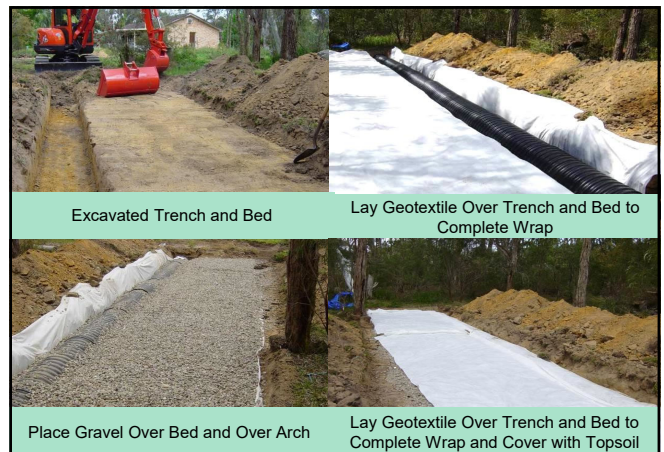 Excavated Trench and Bed
Lay Geotextile Over Trench and Bed to
Complete Wrap
Place Gravel Over Bed and Over Arch
Lay Geotextile Over Trench and Bed to
Complete Wrap and Cover with Topsoil